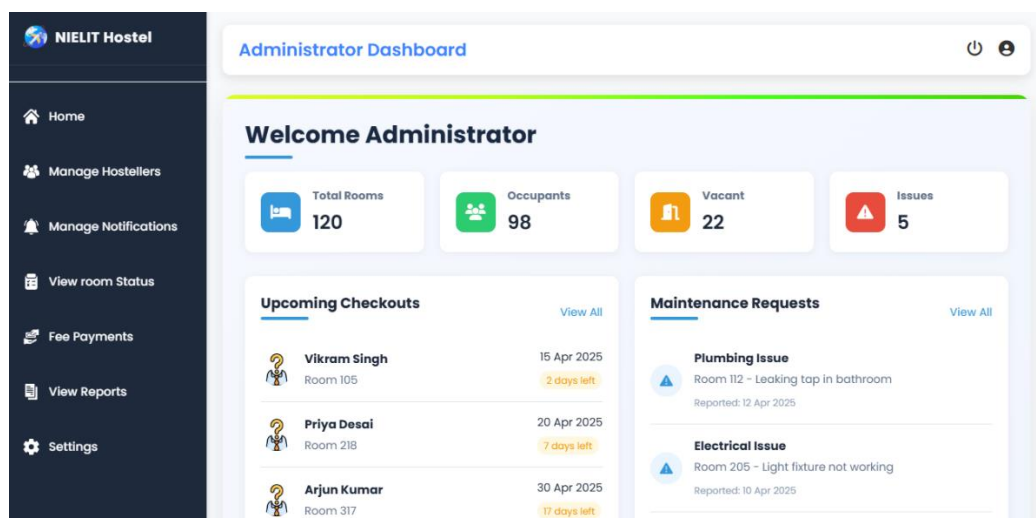 NIELIT Hostel
Home
Manage Hostellers
Manage Notifications
View room Status
Fee Payments
View Reports
Settings
Administrator Dashboard
Welcome Administrator
Total Rooms
120
Occupants
98
Vacant
22
Issues
5
Upcoming Checkouts
View All
Vikram Singh
15 Apr 2025
Room 105
2 days left
Priya Desai
20 Apr 2025
Room 218
7 days left
Arjun Kumar
30 Apr 2025
Room 317
17 days left
Maintenance Requests
View All
Plumbing Issue
Room 112 - Leaking tap in bathroom
Reported: 12 Apr 2025
Electrical Issue
Room 205 - Light fixture not working
Reported: 10 Apr 2025